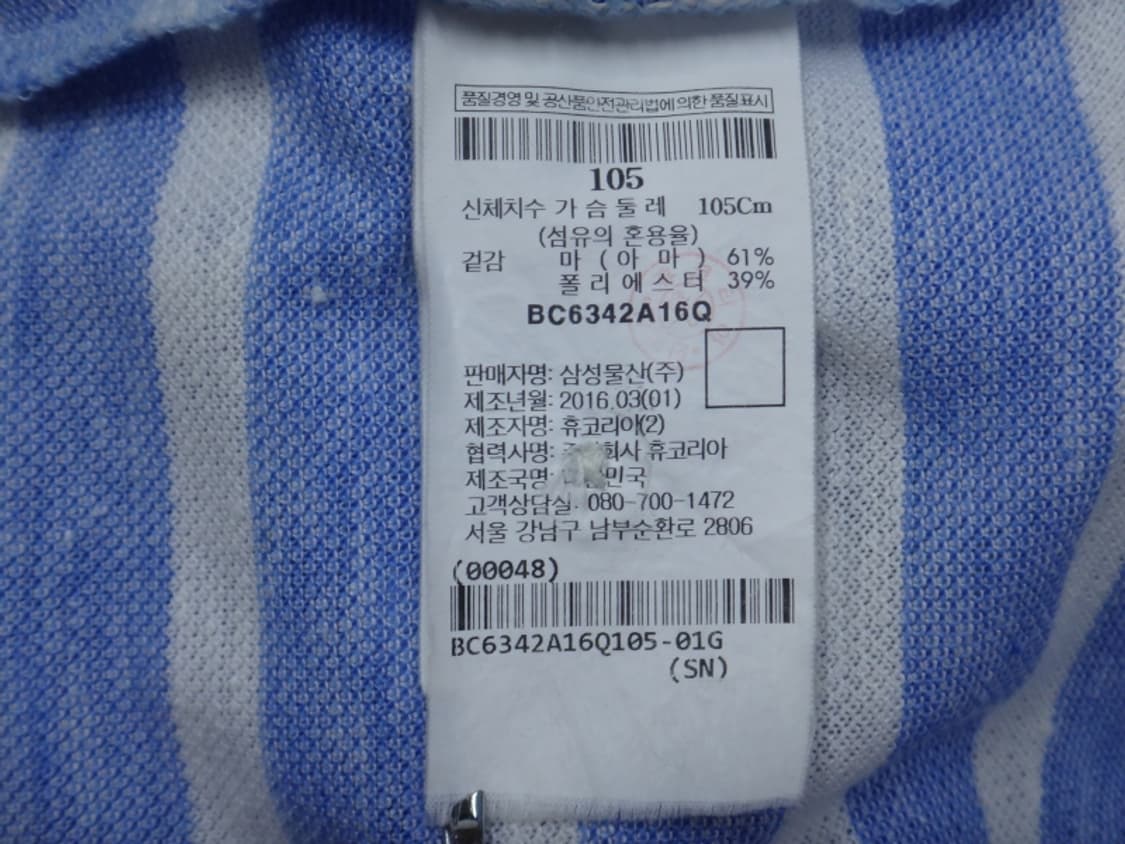 품질경영 및 공산품안전관리법에 의한 품질표시
105
신체치수 가슴둘레 105Cm
(섬유의 혼용율)
겉감 마 (아 마) 61%
폴리에스터 39%
BC6342A16Q
판매자명: 삼성물산(주)
제조년월: 2016.03(01)
제조자명: 휴코리아(2)
협력사명: 휴코리아
제조국명:
고객상담실: 080-700-1472
서울 강남구 남부순환로 2806
(00048)
BC6342A16Q105-01G
(SN)